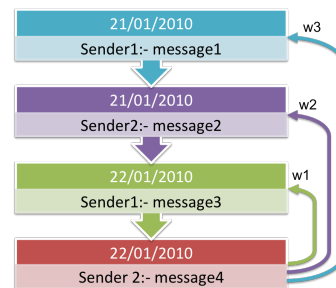 21/01/2010
w3
Sender1:- message1
21/01/2010
w2
Sender2:- message2
22/01/2010
w1
Sender1:- message3
22/01/2010
Sender 2:- message4